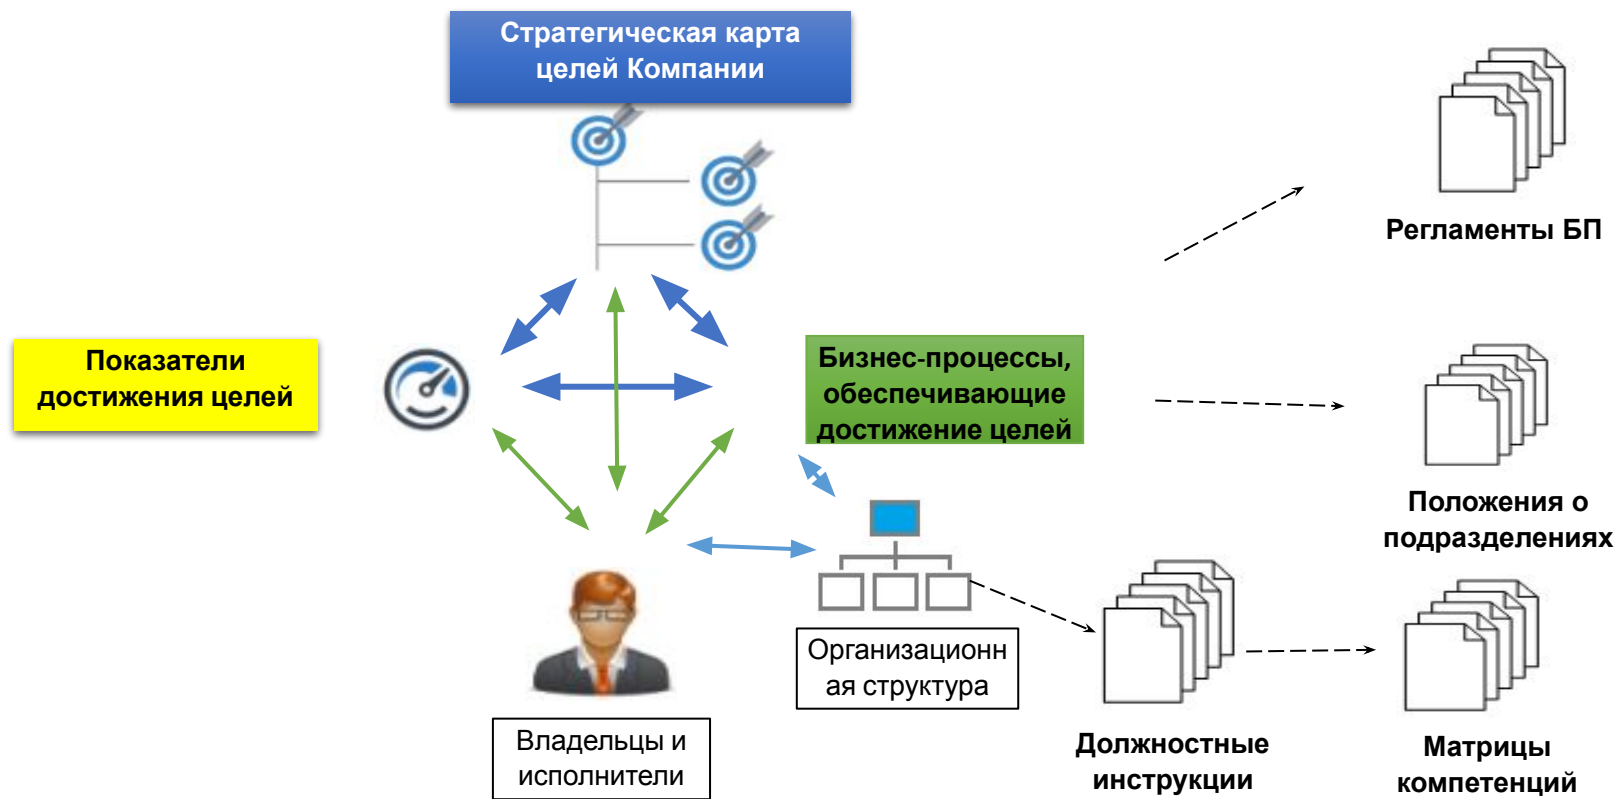 Стратегическая карта
целей Компании
Регламенты БП
Показатели
достижения целей
Бизнес-процессы,
обеспечивающие
достижение целей
Положения о
подразделениях
Организационн
ая структура
Владельцы и
исполнители
Должностные
инструкции
Матрицы
компетенций